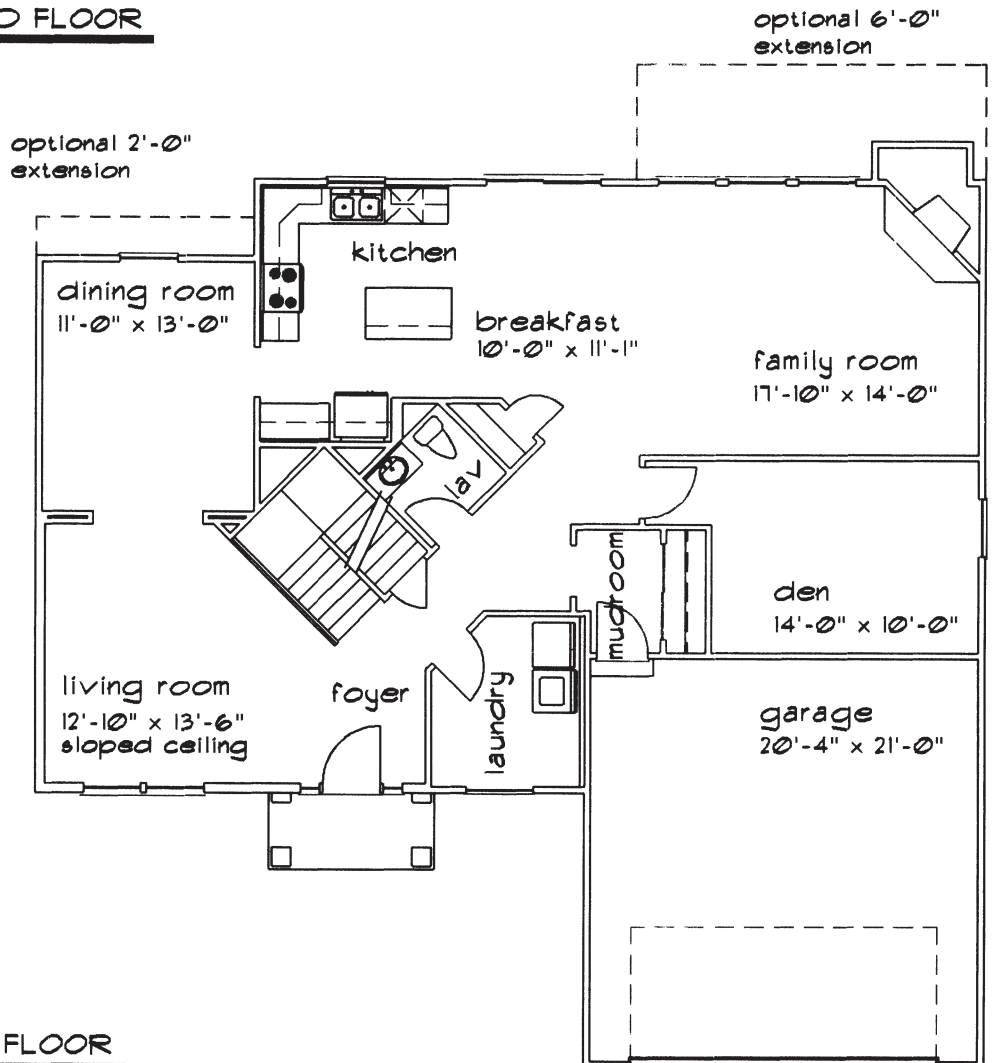 FLOOR
optional 6'-0"
extension
optional 2'-0"
extension
kitchen
dining room
11'-0" x 13'-0"
breakfast
10'-0" x 11'-1"
family room
17'-10" x 14'-0"
lav
mudroom
den
14'-0" x 10'-0"
living room
12'-10" x 13'-6"
sloped ceiling
foyer
laundry
garage
20'-4" x 21'-0"
FLOOR